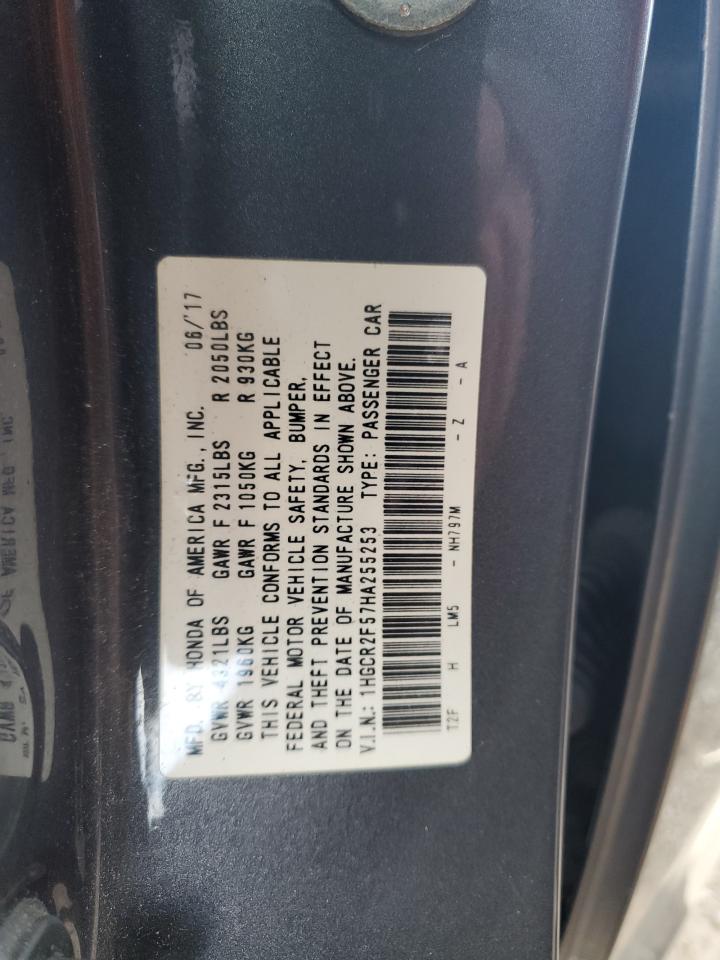 MFD. BY HONDA OF AMERICA MFG., INC. 06/'17
GVWR 4321LBS GAWR F 2315LBS R 2050LBS
GVWR 1960KG GAWR F 1050KG R 930KG
THIS VEHICLE CONFORMS TO ALL APPLICABLE
FEDERAL MOTOR VEHICLE SAFETY, BUMPER,
AND THEFT PREVENTION STANDARDS IN EFFECT
ON THE DATE OF MANUFACTURE SHOWN ABOVE.
V.I.N.: 1HGCR2F57HA255253 TYPE: PASSENGER CAR
T2F H LM5 - NH797M - Z - A